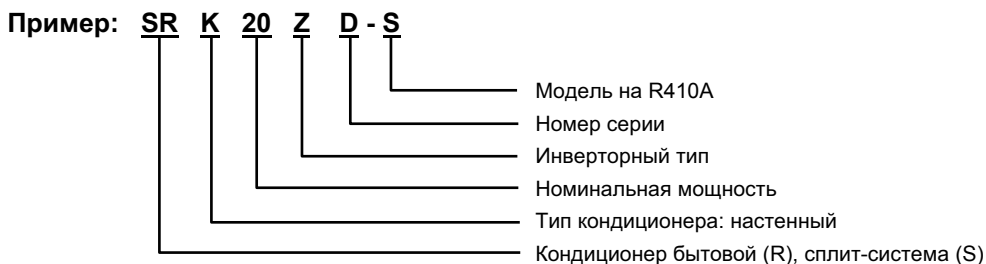 Пример: SR K 20 Z D - S
Модель на R410A
Номер серии
Инверторный тип
Номинальная мощность
Тип кондиционера: настенный
Кондиционер бытовой (R), сплит-система (S)